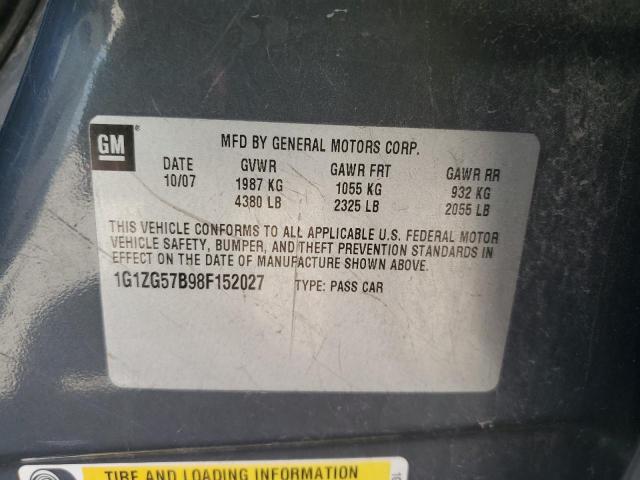 GM
MFD BY GENERAL MOTORS CORP.
DATE GVWR GAWR FRT GAWR RR
10/07 1987 KG 1055 KG 932 KG
4380 LB 2325 LB 2055 LB
THIS VEHICLE CONFORMS TO ALL APPLICABLE U.S. FEDERAL MOTOR
VEHICLE SAFETY, BUMPER, AND THEFT PREVENTION STANDARDS IN
EFFECT ON THE DATE OF MANUFACTURE SHOWN ABOVE.
1G1ZG57B98F152027 TYPE: PASS CAR
TIRE AND LOADING INFORMATION